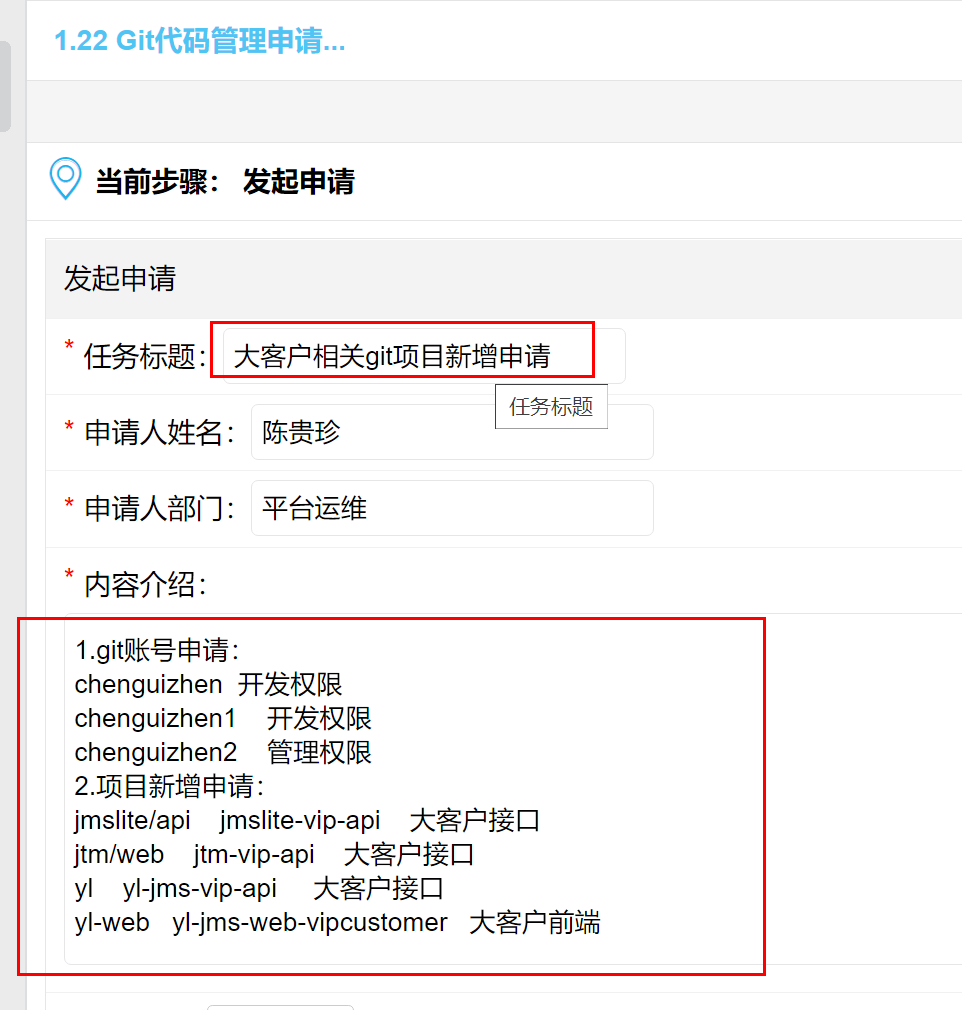 1.22 Git代码管理申请...
当前步骤： 发起申请
发起申请
* 任务标题： 大客户相关git项目新增申请
任务标题
* 申请人姓名： 陈贵珍
* 申请人部门： 平台运维
* 内容介绍：
1.git账号申请：
chenguizhen 开发权限
chenguizhen1 开发权限
chenguizhen2 管理权限
2.项目新增申请：
jmslite/api jmslite-vip-api 大客户接口
jtm/web jtm-vip-api 大客户接口
yl yl-jms-vip-api 大客户接口
yl-web yl-jms-web-vipcustomer 大客户前端